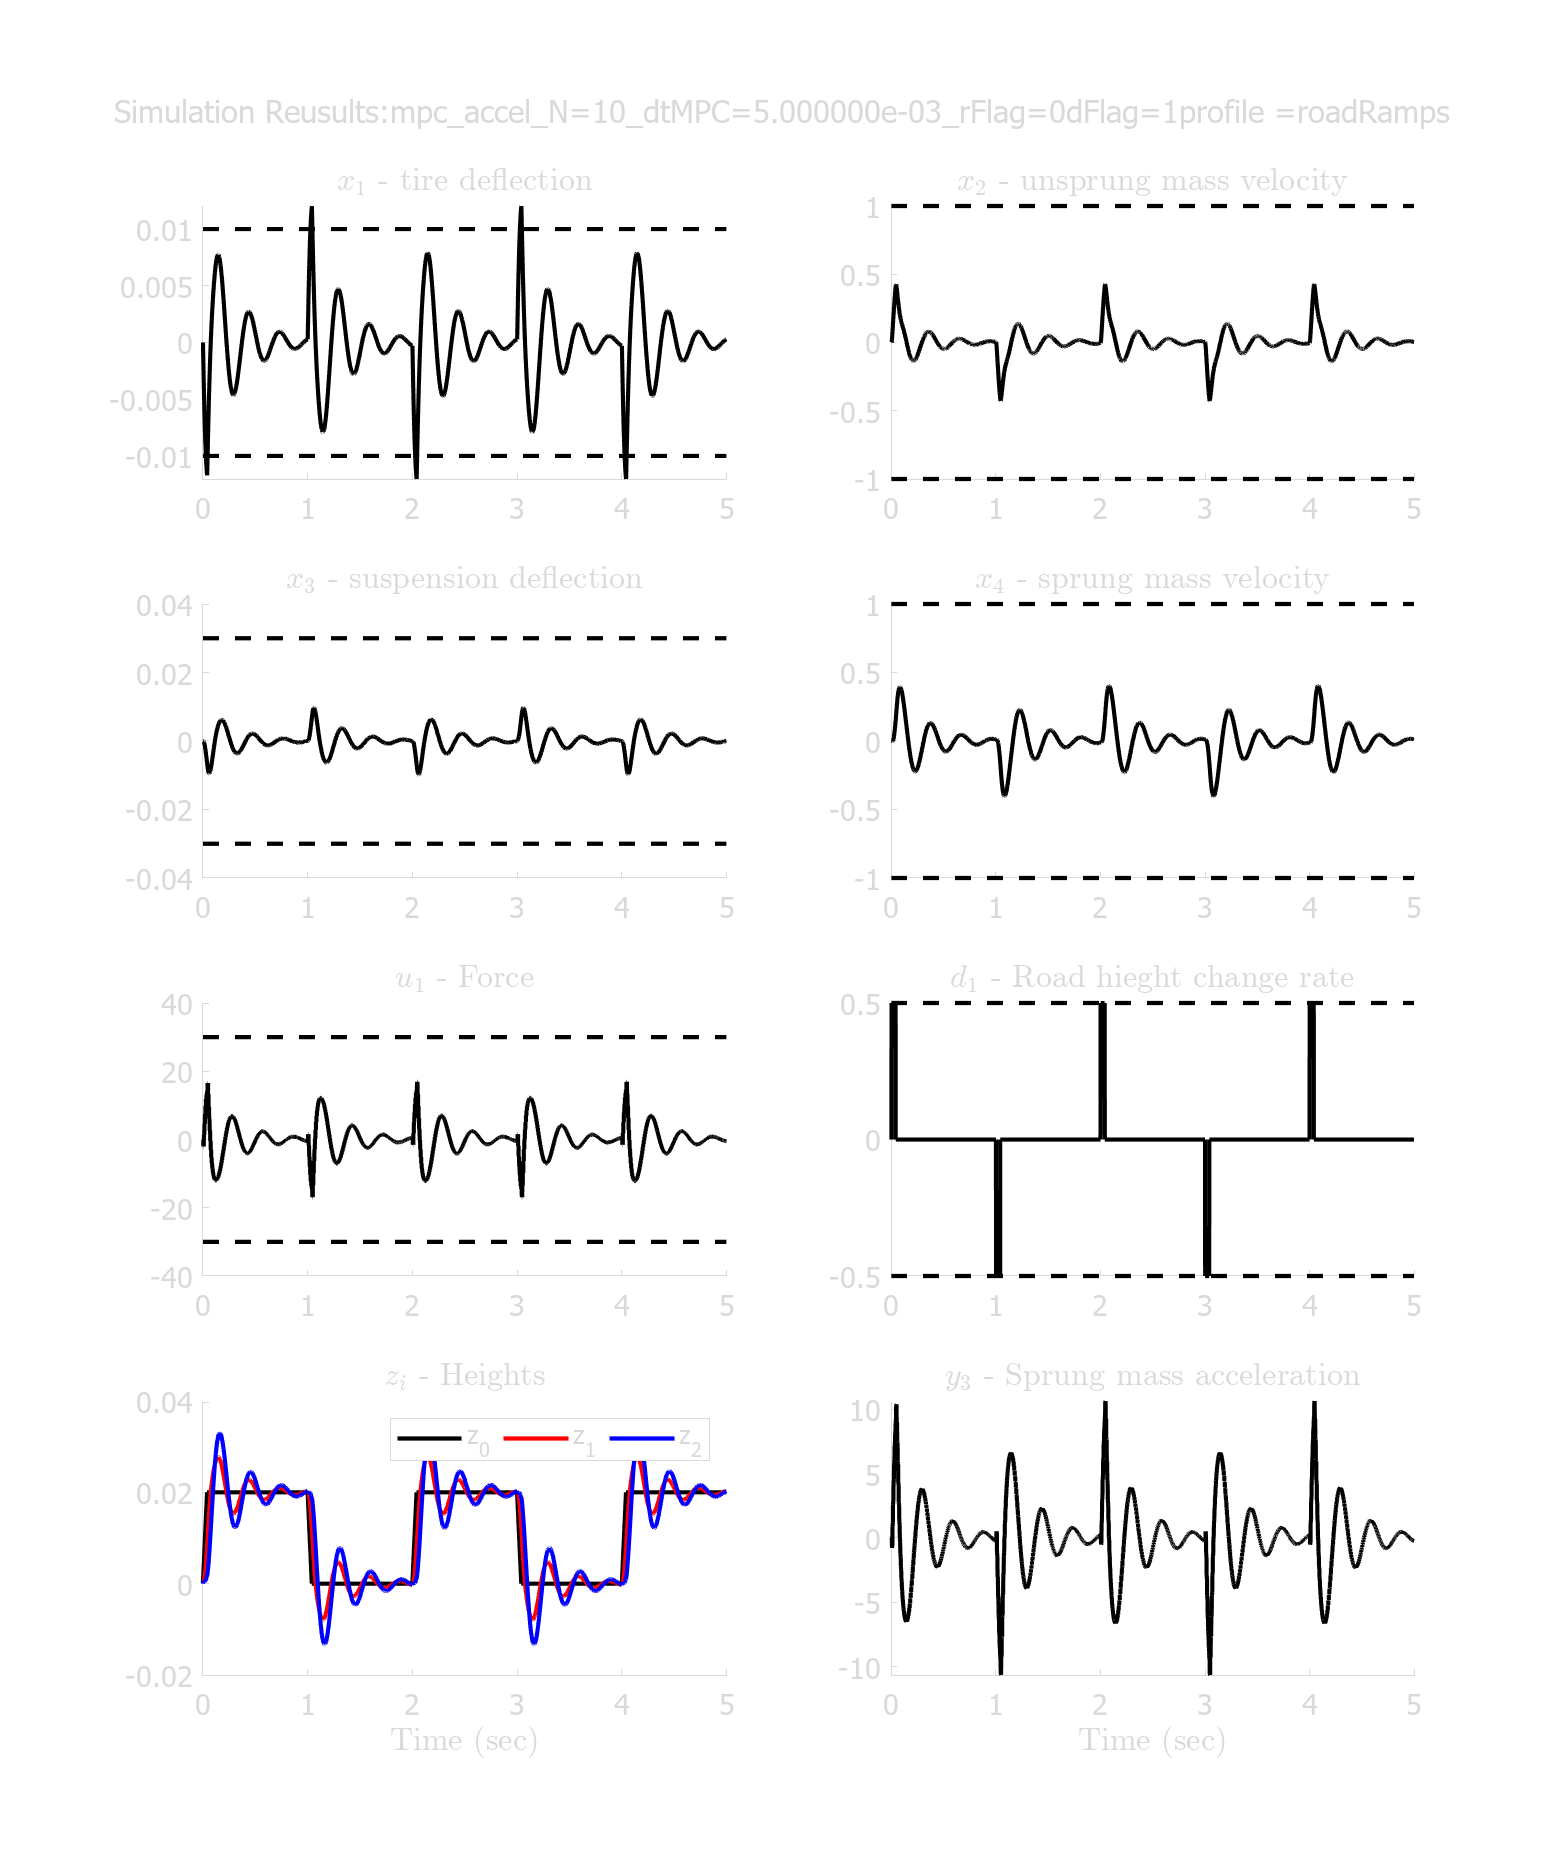 Simulation Reusults:mpc_accel_N=10_dtMPC=5.000000e-03_rFlag=0dFlag=1profile =roadRamps
x1 - tire deflection
0.01
0.005
0
-0.005
-0.01
0 1 2 3 4 5
x2 - unsprung mass velocity
1
0.5
0
-0.5
-1
0 1 2 3 4 5
x3 - suspension deflection
0.04
0.02
0
-0.02
-0.04
0 1 2 3 4 5
x4 - sprung mass velocity
1
0.5
0
-0.5
-1
0 1 2 3 4 5
u1 - Force
40
20
0
-20
-40
0 1 2 3 4 5
d1 - Road hieght change rate
0.5
0
-0.5
0 1 2 3 4 5
zi - Heights
z0 z1 z2
0.04
0.02
0
-0.02
0 1 2 3 4 5
Time (sec)
y3 - Sprung mass acceleration
10
5
0
-5
-10
0 1 2 3 4 5
Time (sec)